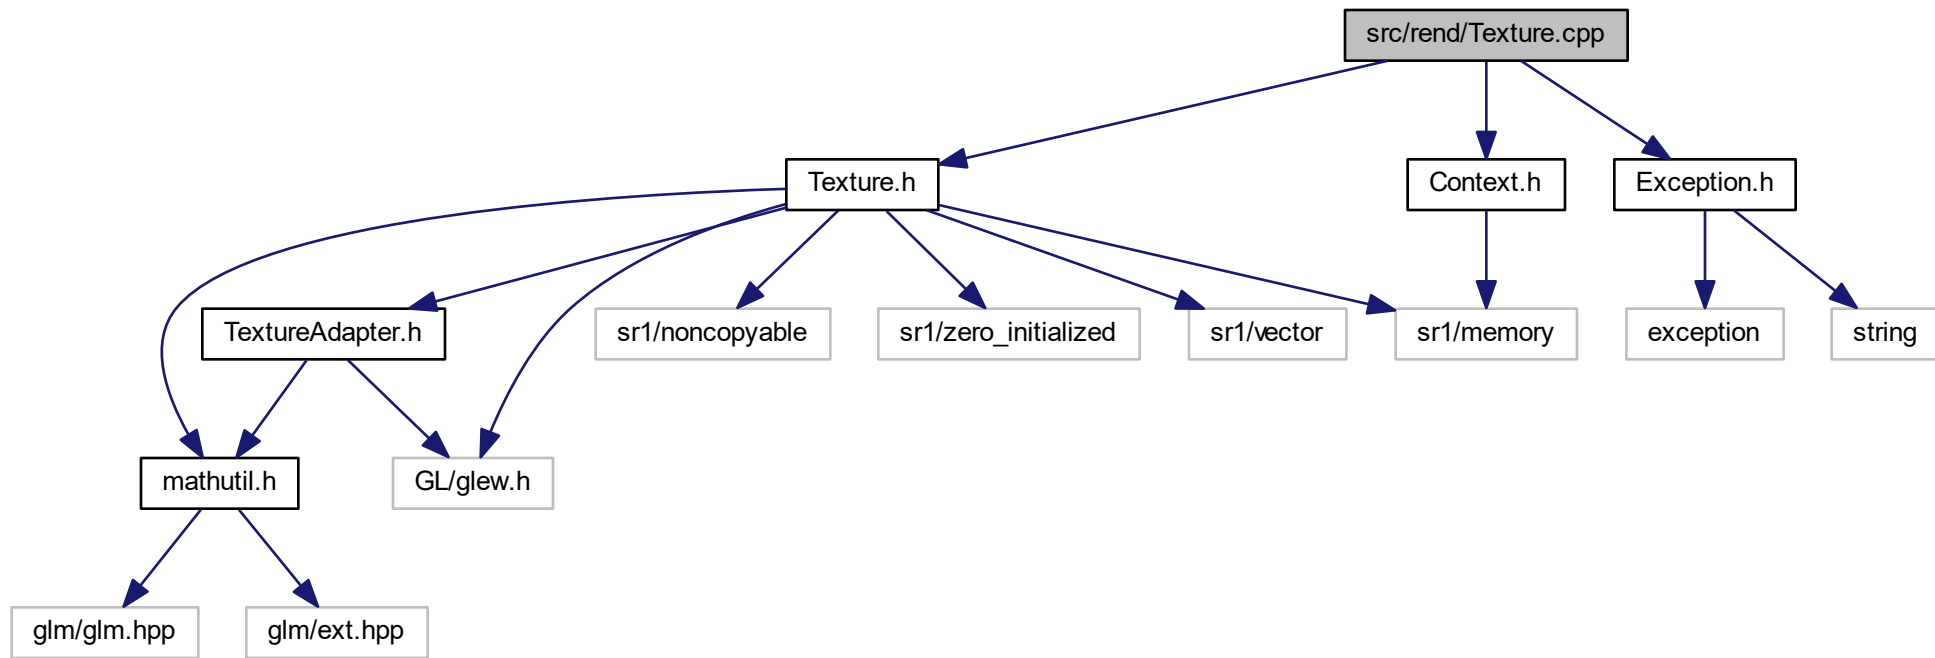 src/rend/Texture.cpp
Texture.h
Context.h
Exception.h
TextureAdapter.h
sr1/noncopyable
sr1/zero_initialized
sr1/vector
sr1/memory
exception
string
mathutil.h
GL/glew.h
glm/glm.hpp
glm/ext.hpp